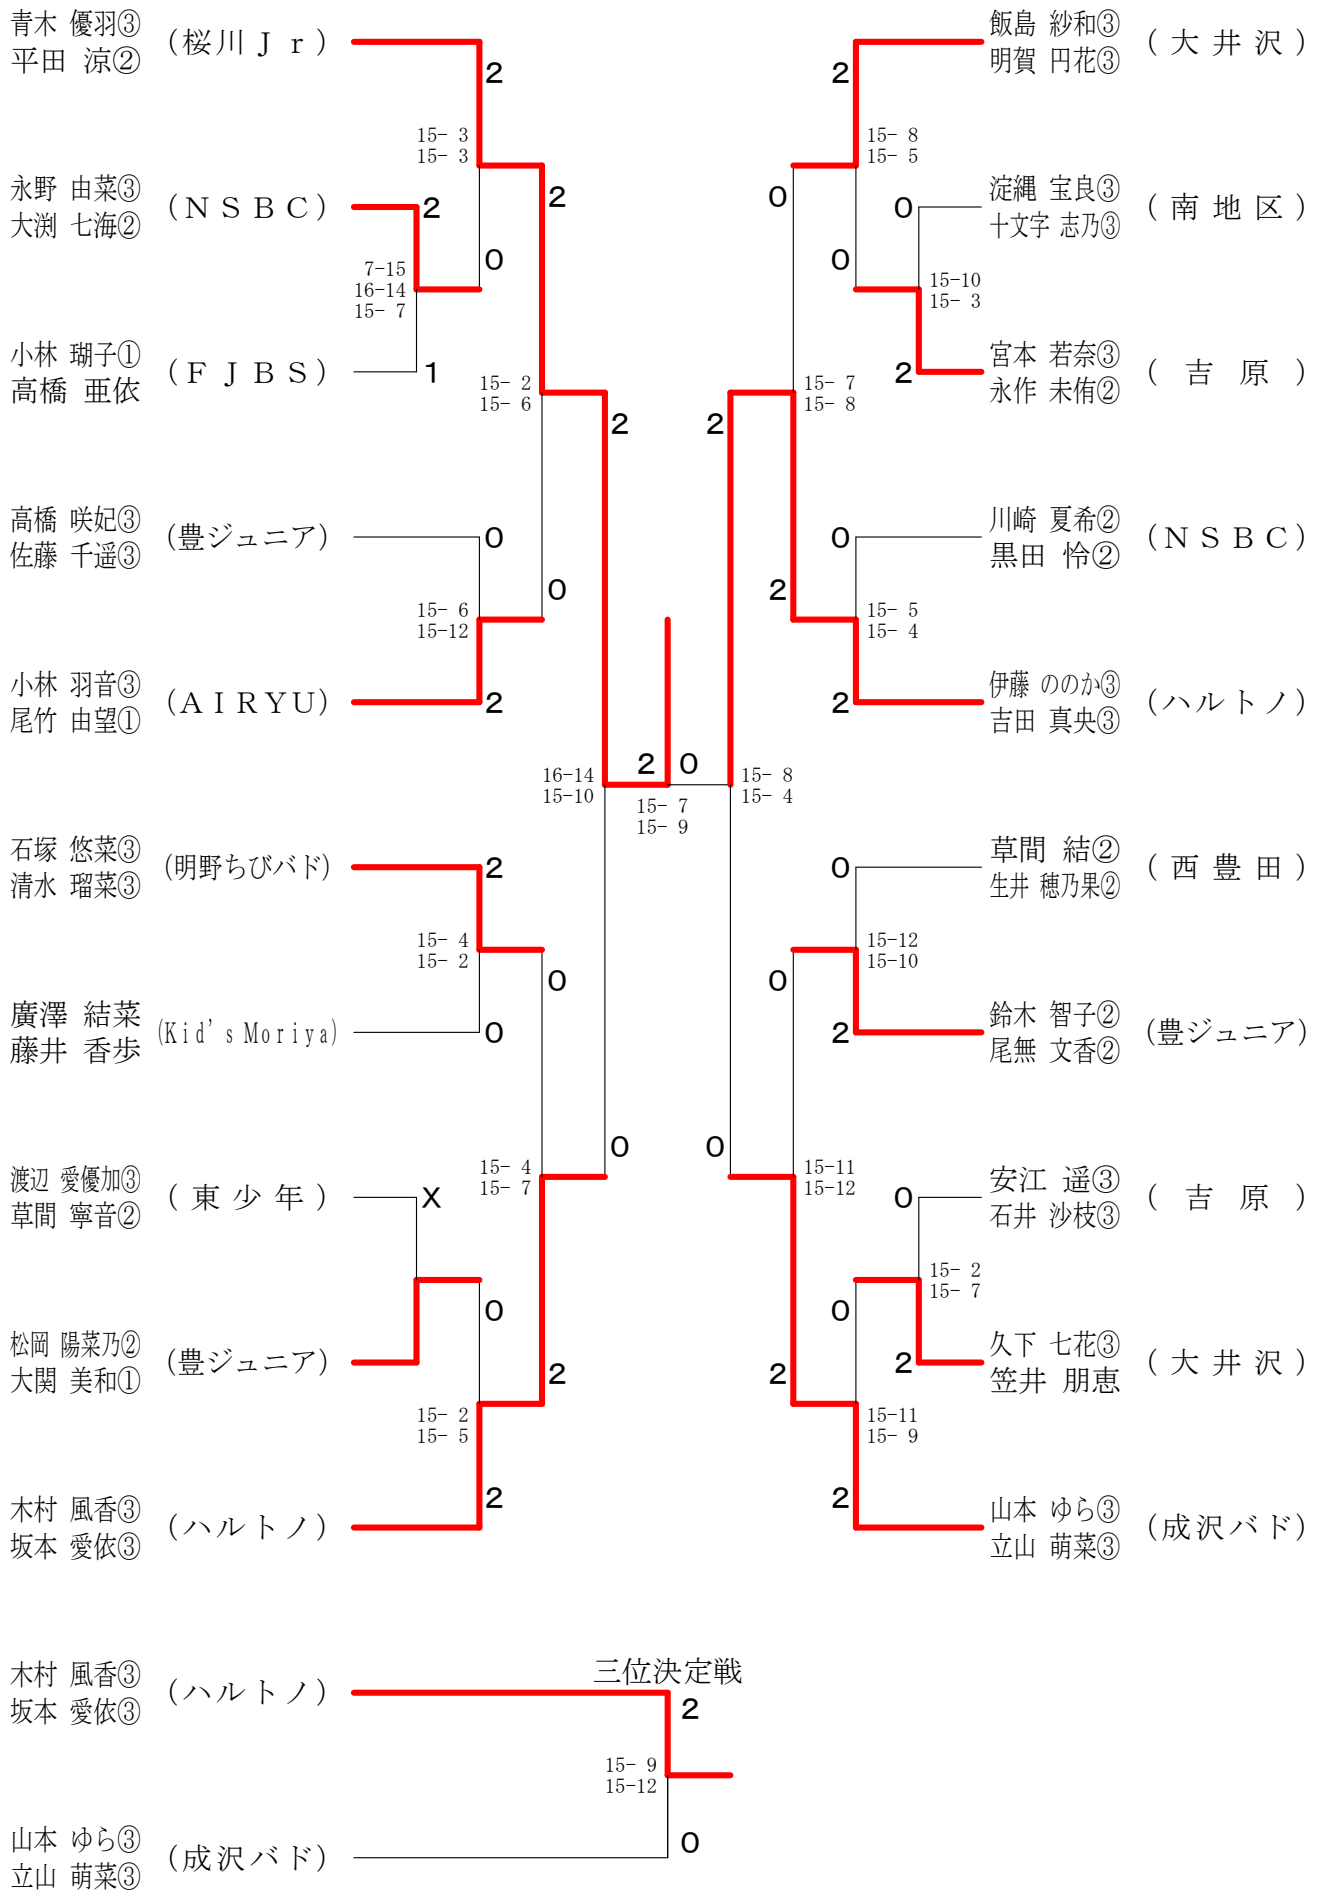 青木 優羽③
平田 涼②
(桜川Ｊｒ)
2
15- 3
15- 3
永野 由菜③
大渕 七海②
(ＮＳＢＣ)
2
2
0
7-15
16-14
15- 7
小林 瑚子①
高橋 亜依
(ＦＪＢＳ)
1
15- 2
15- 6
2
高橋 咲妃③
佐藤 千遥③
(豊ジュニア)
0
0
15- 6
15-12
小林 羽音③
尾竹 由望①
(ＡＩＲＹＵ)
2
16-14
15-10
石塚 悠菜③
清水 瑠菜③
(明野ちびバド)
2
15- 4
15- 2
0
廣澤 結菜
藤井 香歩
(Kid's Moriya)
0
0
15- 4
15- 7
渡辺 愛優加③
草間 寧音②
(東少年)
X
0
松岡 陽菜乃②
大関 美和①
(豊ジュニア)
2
15- 2
15- 5
木村 風香③
坂本 愛依③
(ハルトノ)
2
2 0
15- 7
15- 9
飯島 紗和③
明賀 円花③
(大井沢)
2
15- 8
15- 5
淀縄 宝良③
十文字 志乃③
(南地区)
0
0
0
15-10
15- 3
宮本 若奈③
永作 未侑②
(吉原)
2
15- 7
15- 8
2
川崎 夏希②
黒田 怜②
(ＮＳＢＣ)
0
2
15- 5
15- 4
伊藤 ののか③
吉田 真央③
(ハルトノ)
2
15- 8
15- 4
草間 結②
生井 穂乃果②
(西豊田)
0
15-12
15-10
0
鈴木 智子②
尾無 文香②
(豊ジュニア)
2
0
15-11
15-12
安江 遥③
石井 沙枝③
(吉原)
0
15- 2
15- 7
0
久下 七花③
笠井 朋恵
(大井沢)
2
2
15-11
15- 9
山本 ゆら③
立山 萌菜③
(成沢バド)
2
三位決定戦
木村 風香③
坂本 愛依③
(ハルトノ)
2
15- 9
15-12
山本 ゆら③
立山 萌菜③
(成沢バド)
0